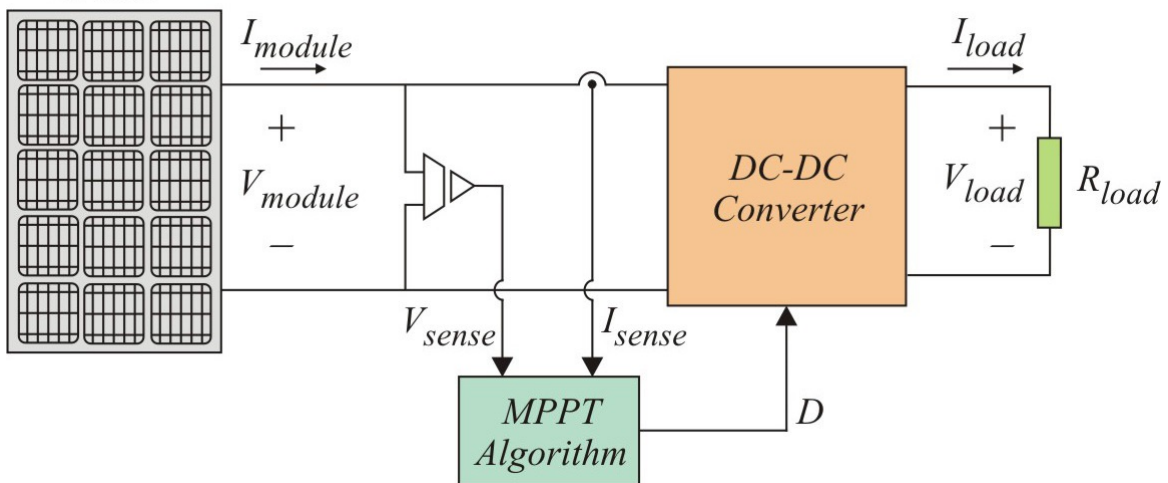 I_module
I_load
+
V_module
−
DC-DC
Converter
+
V_load
−
R_load
V_sense
I_sense
MPPT
Algorithm
D